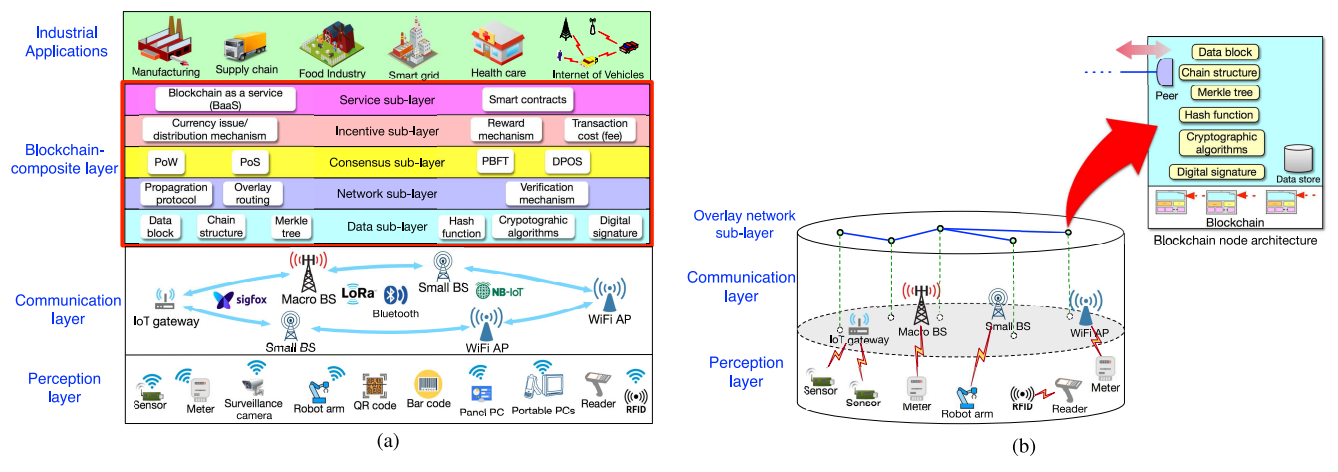 Industrial
Applications
Manufacturing
Supply chain
Food Industry
Smart grid
Health care
Internet of Vehicles
Blockchain-
composite layer
Blockchain as a service
(BaaS)
Service sub-layer
Smart contracts
Currency issue/
distribution mechanism
Incentive sub-layer
Reward
mechanism
Transaction
cost (fee)
PoW
PoS
Consensus sub-layer
PBFT
DPOS
Propagration
protocol
Overlay
routing
Network sub-layer
Verification
mechanism
Data
block
Chain
structure
Merkle
tree
Data sub-layer
Hash
function
Cryptograhic
algorithms
Digital
signature
Communication
layer
IoT gateway
sigfox
Macro BS
LoRa
Bluetooth
Small BS
NB-IoT
WiFi AP
Small BS
WiFi AP
Perception
layer
Sensor
Meter
Surveillance
camera
Robot arm
QR code
Bar code
Panel PC
Portable PCs
Reader
RFID
(a)
Peer
Data block
Chain structure
Merkle tree
Hash function
Cryptographic
algorithms
Digital signature
Data store
Blockchain
Blockchain node architecture
Overlay network
sub-layer
Communication
layer
IoT gateway
Macro BS
Small BS
WiFi AP
Perception
layer
Sensor
Sensor
Meter
Robot arm
RFID
Reader
Meter
(b)